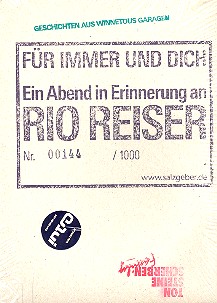 GESCHICHTEN AUS WINNETOUS GARAGEN
FÜR IMMER UND DICH
Ein Abend in Erinnerung an
RIO REISER
Nr. 00144 / 1000
www.salzgeber.de
TON
STEINE
SCHERBEN